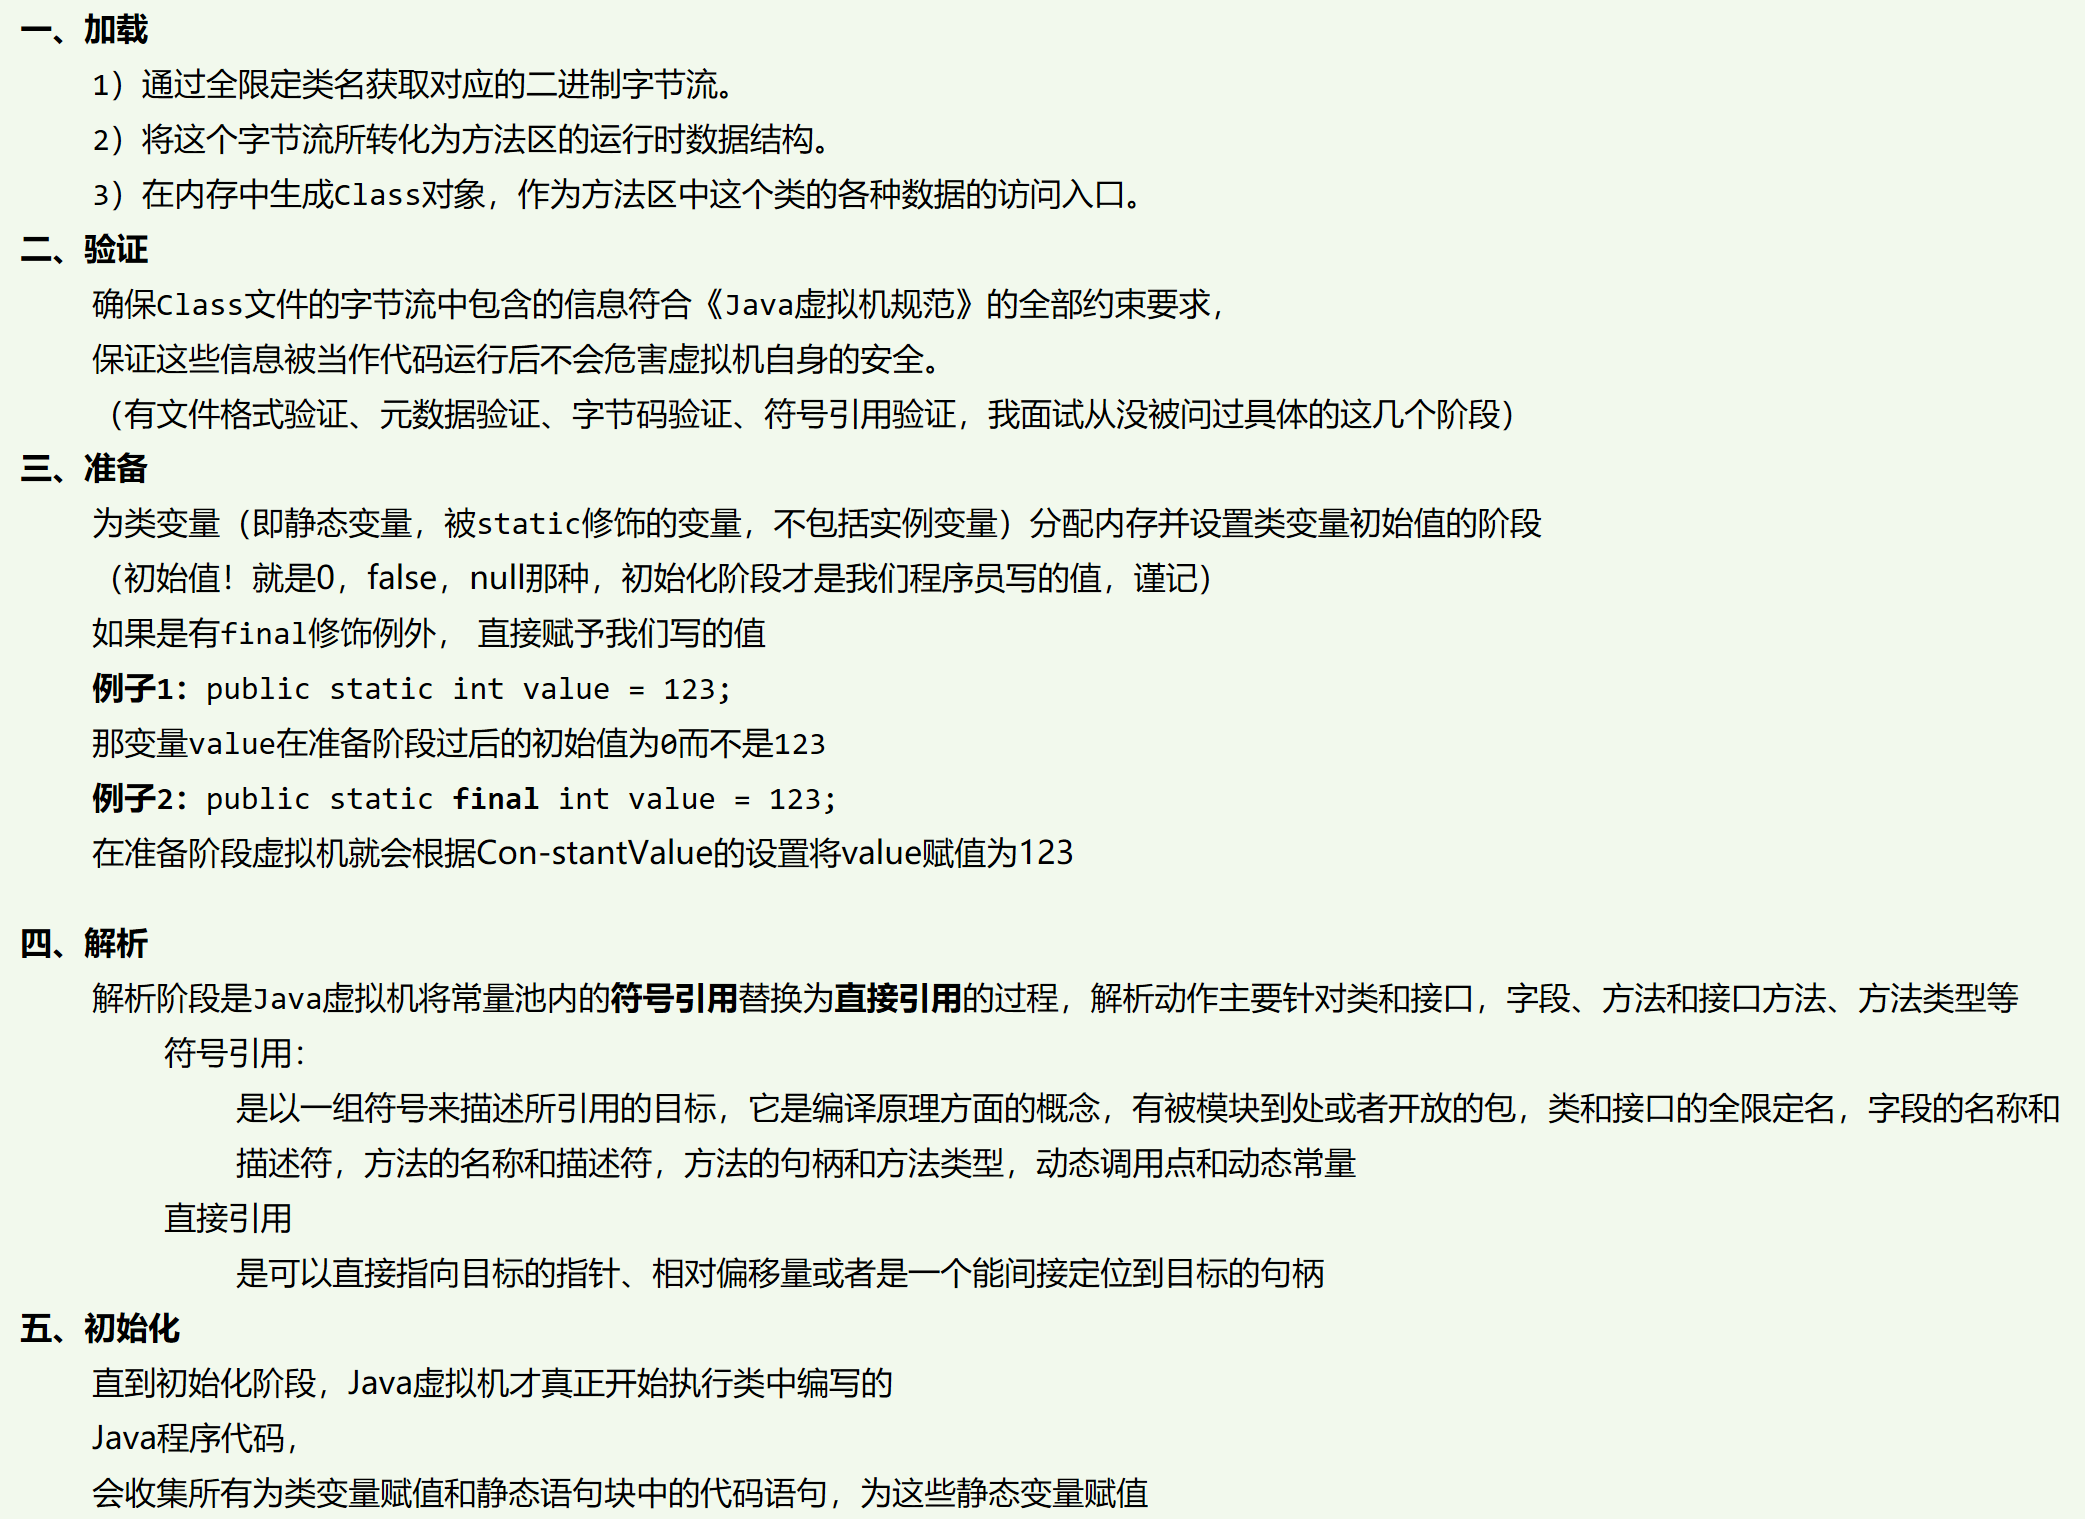 一、加载
1）通过全限定类名获取对应的二进制字节流。
2）将这个字节流所转化为方法区的运行时数据结构。
3）在内存中生成Class对象，作为方法区中这个类的各种数据的访问入口。
二、验证
确保Class文件的字节流中包含的信息符合《Java虚拟机规范》的全部约束要求，
保证这些信息被当作代码运行后不会危害虚拟机自身的安全。
（有文件格式验证、元数据验证、字节码验证、符号引用验证，我面试从没被问过具体的这几个阶段）
三、准备
为类变量（即静态变量，被static修饰的变量，不包括实例变量）分配内存并设置类变量初始值的阶段
（初始值！就是0，false，null那种，初始化阶段才是我们程序员写的值，谨记）
如果是有final修饰例外， 直接赋予我们写的值
例子1：public static int value = 123;
那变量value在准备阶段过后的初始值为0而不是123
例子2：public static final int value = 123;
在准备阶段虚拟机就会根据Con-stantValue的设置将value赋值为123
四、解析
解析阶段是Java虚拟机将常量池内的符号引用替换为直接引用的过程，解析动作主要针对类和接口，字段、方法和接口方法、方法类型等
符号引用：
是以一组符号来描述所引用的目标，它是编译原理方面的概念，有被模块到处或者开放的包，类和接口的全限定名，字段的名称和
描述符，方法的名称和描述符，方法的句柄和方法类型，动态调用点和动态常量
直接引用
是可以直接指向目标的指针、相对偏移量或者是一个能间接定位到目标的句柄
五、初始化
直到初始化阶段，Java虚拟机才真正开始执行类中编写的
Java程序代码，
会收集所有为类变量赋值和静态语句块中的代码语句，为这些静态变量赋值